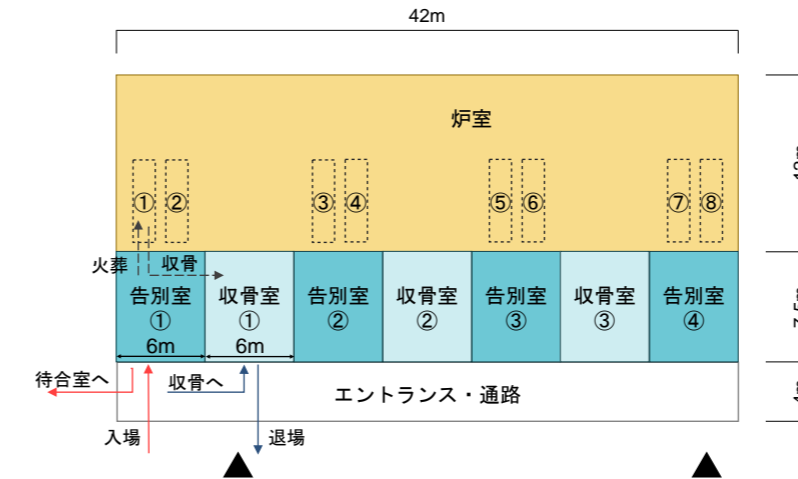 42m
炉室
① ② ③ ④ ⑤ ⑥ ⑦ ⑧
火葬 収骨
告別室 収骨室 告別室 収骨室 告別室 収骨室 告別室
① ① ② ② ③ ③ ④
6m 6m
待合室へ 収骨へ エントランス・通路
入場 退場